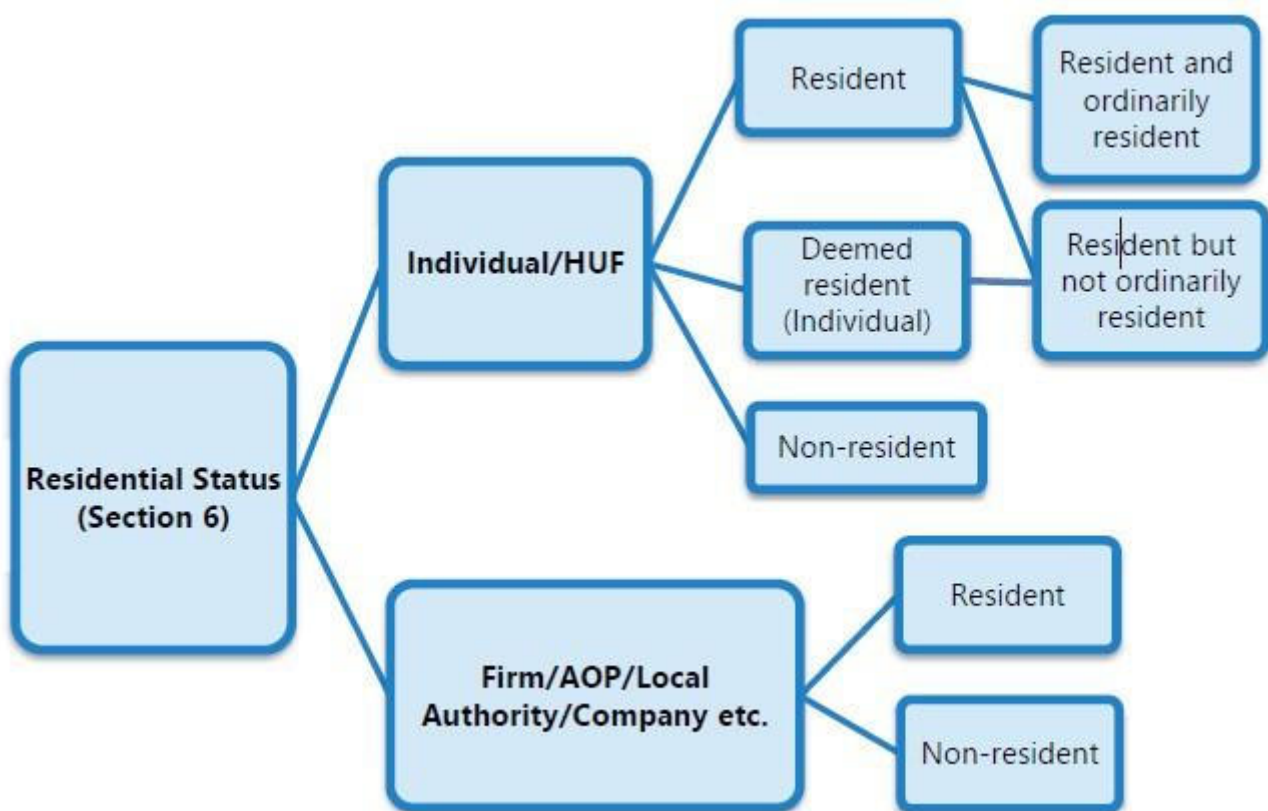 Residential Status
(Section 6)
Individual/HUF
Resident
Resident and
ordinarily
resident
Deemed
resident
(Individual)
Resident but
not ordinarily
resident
Non-resident
Firm/AOP/Local
Authority/Company etc.
Resident
Non-resident